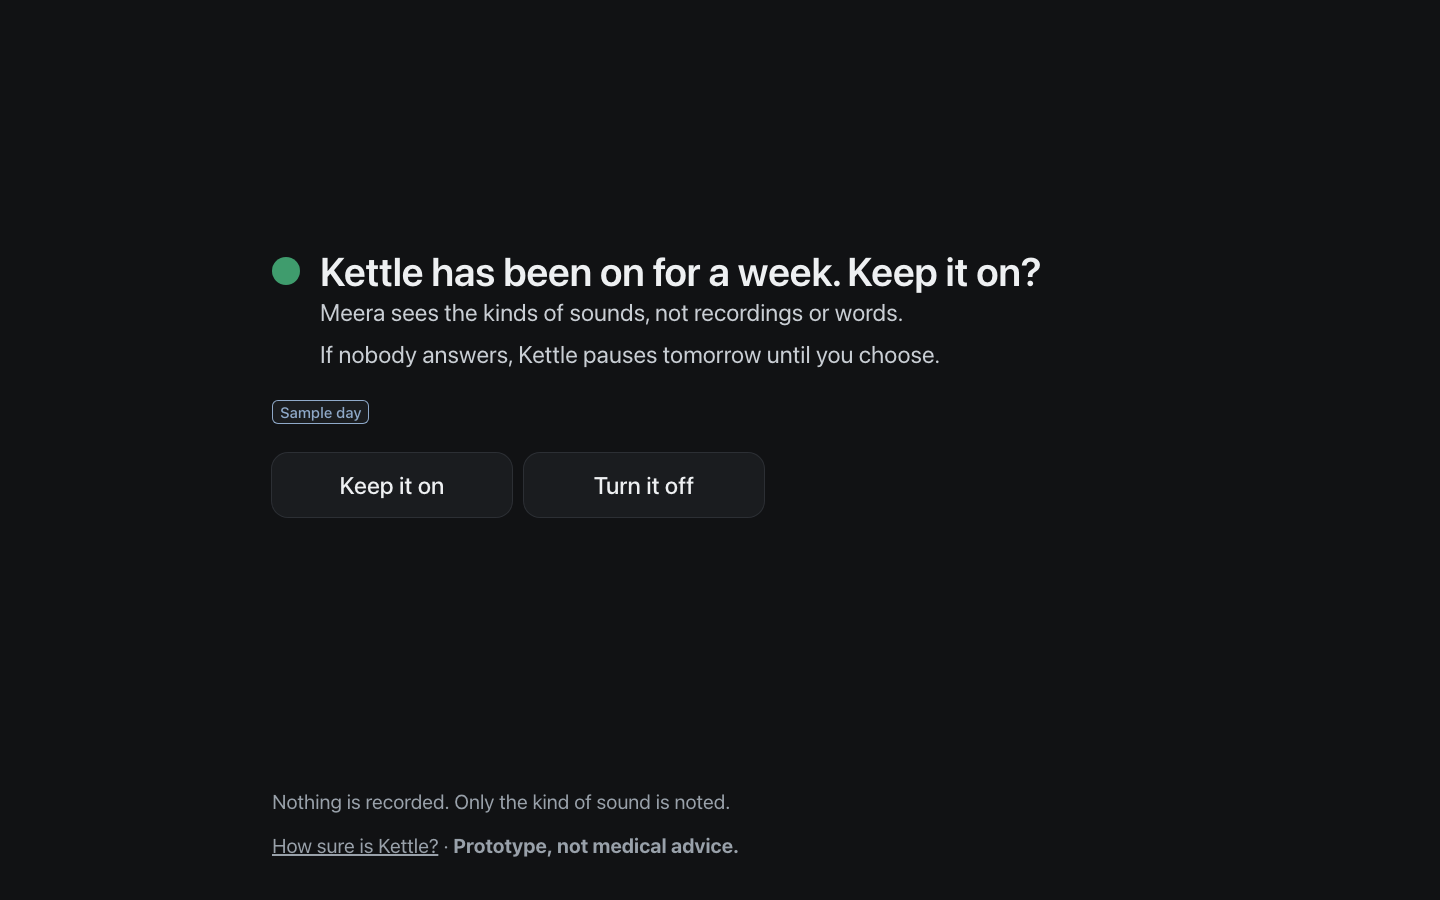 Kettle has been on for a week. Keep it on?
Meera sees the kinds of sounds, not recordings or words.
If nobody answers, Kettle pauses tomorrow until you choose.
Sample day
Keep it on
Turn it off
Nothing is recorded. Only the kind of sound is noted.
How sure is Kettle? · Prototype, not medical advice.